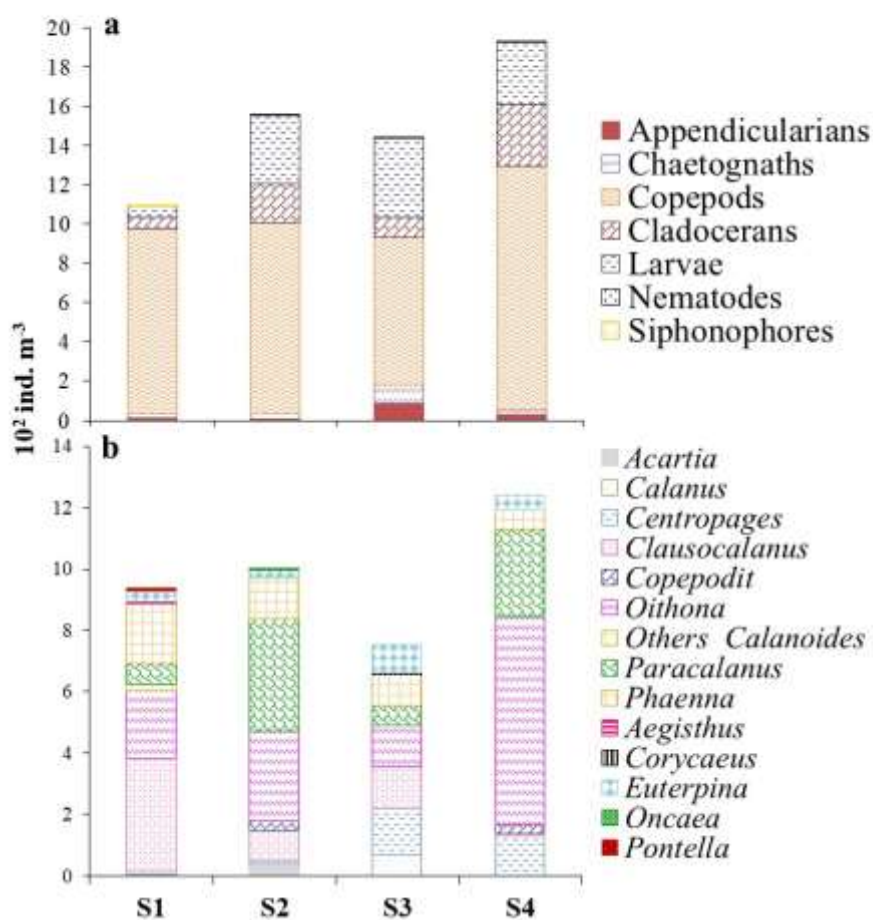 a
20
18
16
14
12
10
8
6
4
2
0
Appendicularians
Chaetognaths
Copepods
Cladocerans
Larvae
Nematodes
Siphonophores
10² ind. m⁻³
b
14
12
10
8
6
4
2
0
S1 S2 S3 S4
Acartia
Calanus
Centropages
Clausocalanus
Copepodit
Oithona
Others Calanoides
Paracalanus
Phaenna
Aegisthus
Corycaeus
Euterpina
Oncaea
Pontella